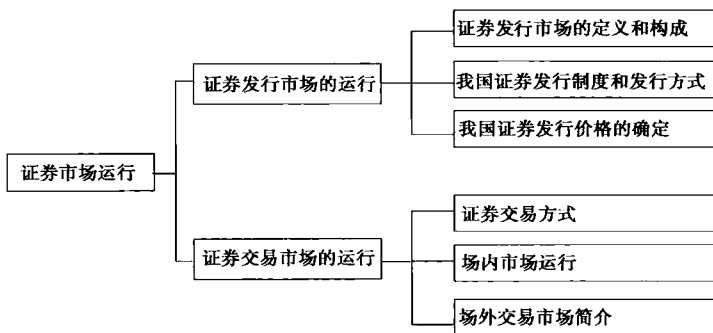 证券市场运行
证券发行市场的运行
证券发行市场的定义和构成
我国证券发行制度和发行方式
我国证券发行价格的确定
证券交易市场的运行
证券交易方式
场内市场运行
场外交易市场简介